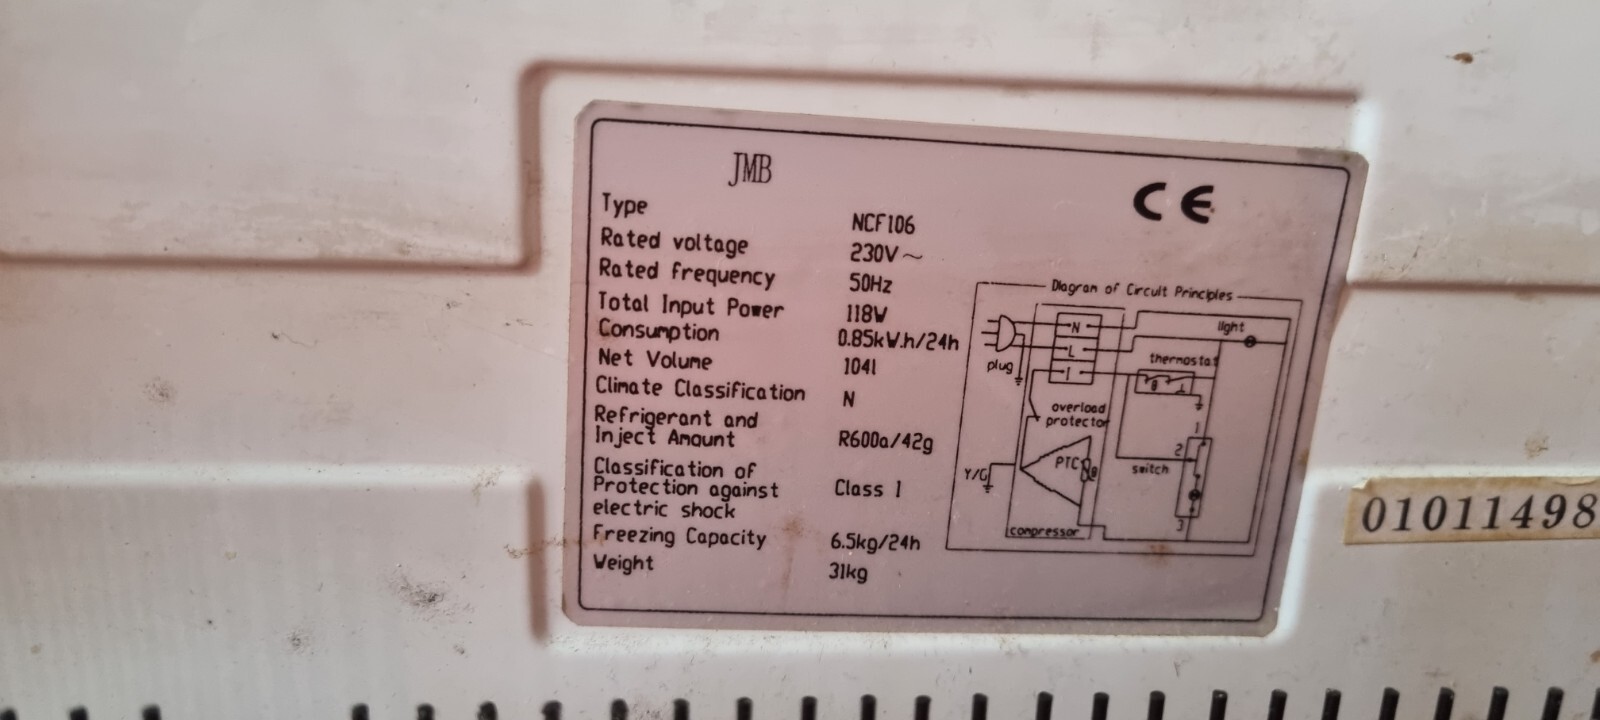 JMB
CE
Type NCF106
Rated voltage 230V~
Rated frequency 50Hz
Total Input Power 118W
Consumption 0.85kW.h/24h
Net Volume 104l
Climate Classification N
Refrigerant and
Inject Amount R600a/42g
Classification of
Protection against Class I
electric shock
Freezing Capacity 6.5kg/24h
Weight 31kg
Diagram of Circuit Principles
N
light
L
plug
thermostat
θ
overload
protector
1
2
PTC
Y/G
switch
3
compressor
01011498